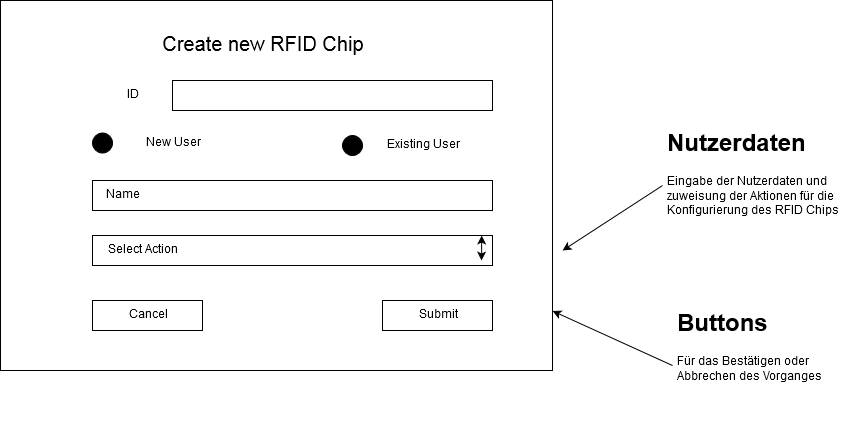 Create new RFID Chip
ID
New User
Existing User
Name
Select Action
Cancel
Submit
Nutzerdaten
Eingabe der Nutzerdaten und
zuweisung der Aktionen für die
Konfigurierung des RFID Chips
Buttons
Für das Bestätigen oder
Abbrechen des Vorganges